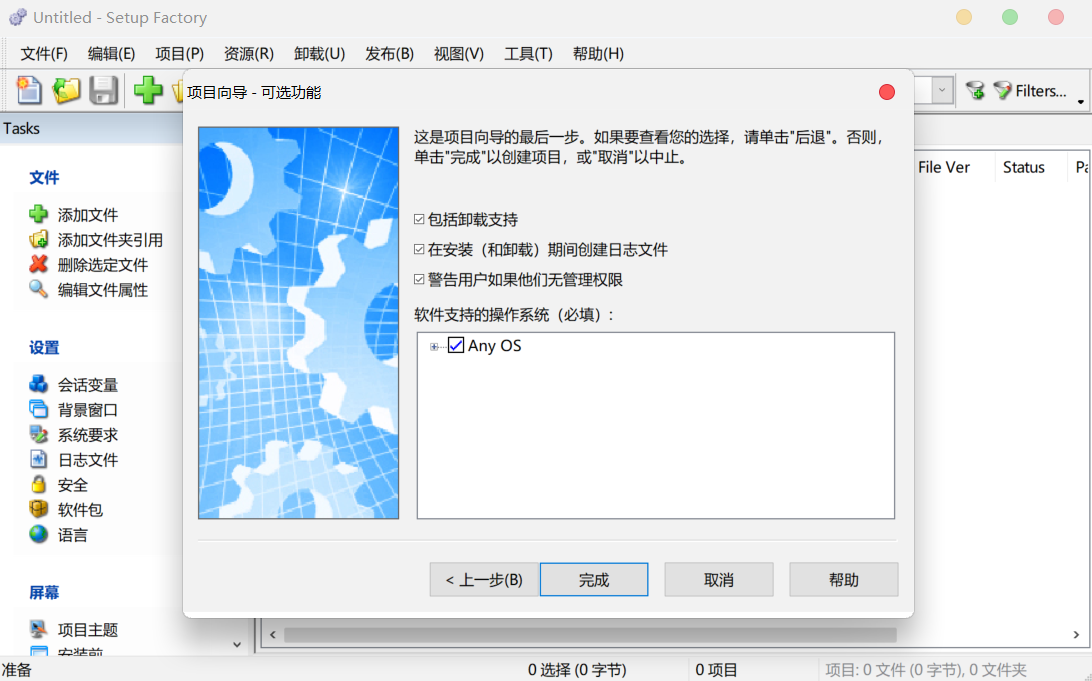 Untitled - Setup Factory
文件(F) 编辑(E) 项目(P) 资源(R) 卸载(U) 发布(B) 视图(V) 工具(T) 帮助(H)
Filters...
Tasks
文件
添加文件
添加文件夹引用
删除选定文件
编辑文件属性
设置
会话变量
背景窗口
系统要求
日志文件
安全
软件包
语言
屏幕
项目主题
安装前
项目向导 - 可选功能
这是项目向导的最后一步。如果要查看您的选择，请单击"后退"。否则，
单击"完成"以创建项目，或"取消"以中止。
包括卸载支持
在安装（和卸载）期间创建日志文件
警告用户如果他们无管理权限
软件支持的操作系统（必填）:
Any OS
< 上一步(B) 完成 取消 帮助
File Ver Status
准备 0 选择 (0 字节) 0 项目 项目: 0 文件 (0 字节), 0 文件夹